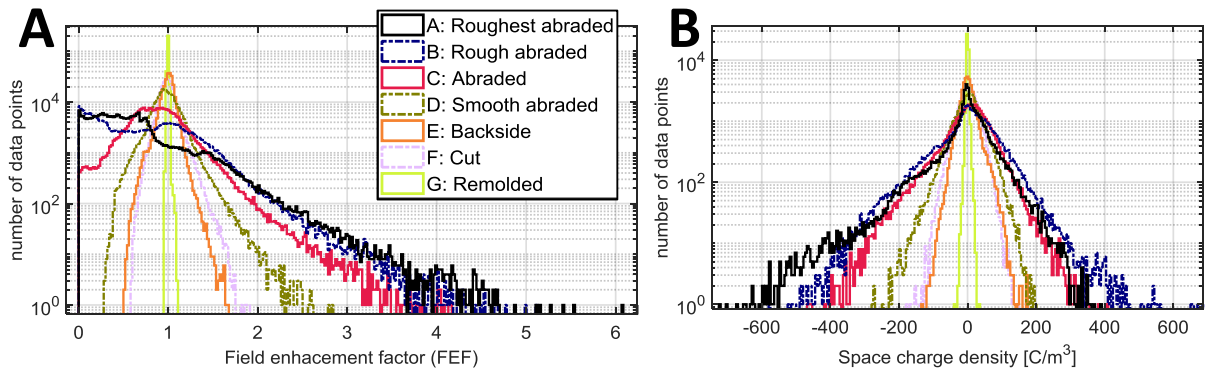 A
number of data points
10^4
10^2
10^0
0 1 2 3 4 5 6
Field enhacement factor (FEF)
A: Roughest abraded
B: Rough abraded
C: Abraded
D: Smooth abraded
E: Backside
F: Cut
G: Remolded
B
number of data points
10^4
10^2
10^0
-600 -400 -200 0 200 400 600
Space charge density [C/m^3]